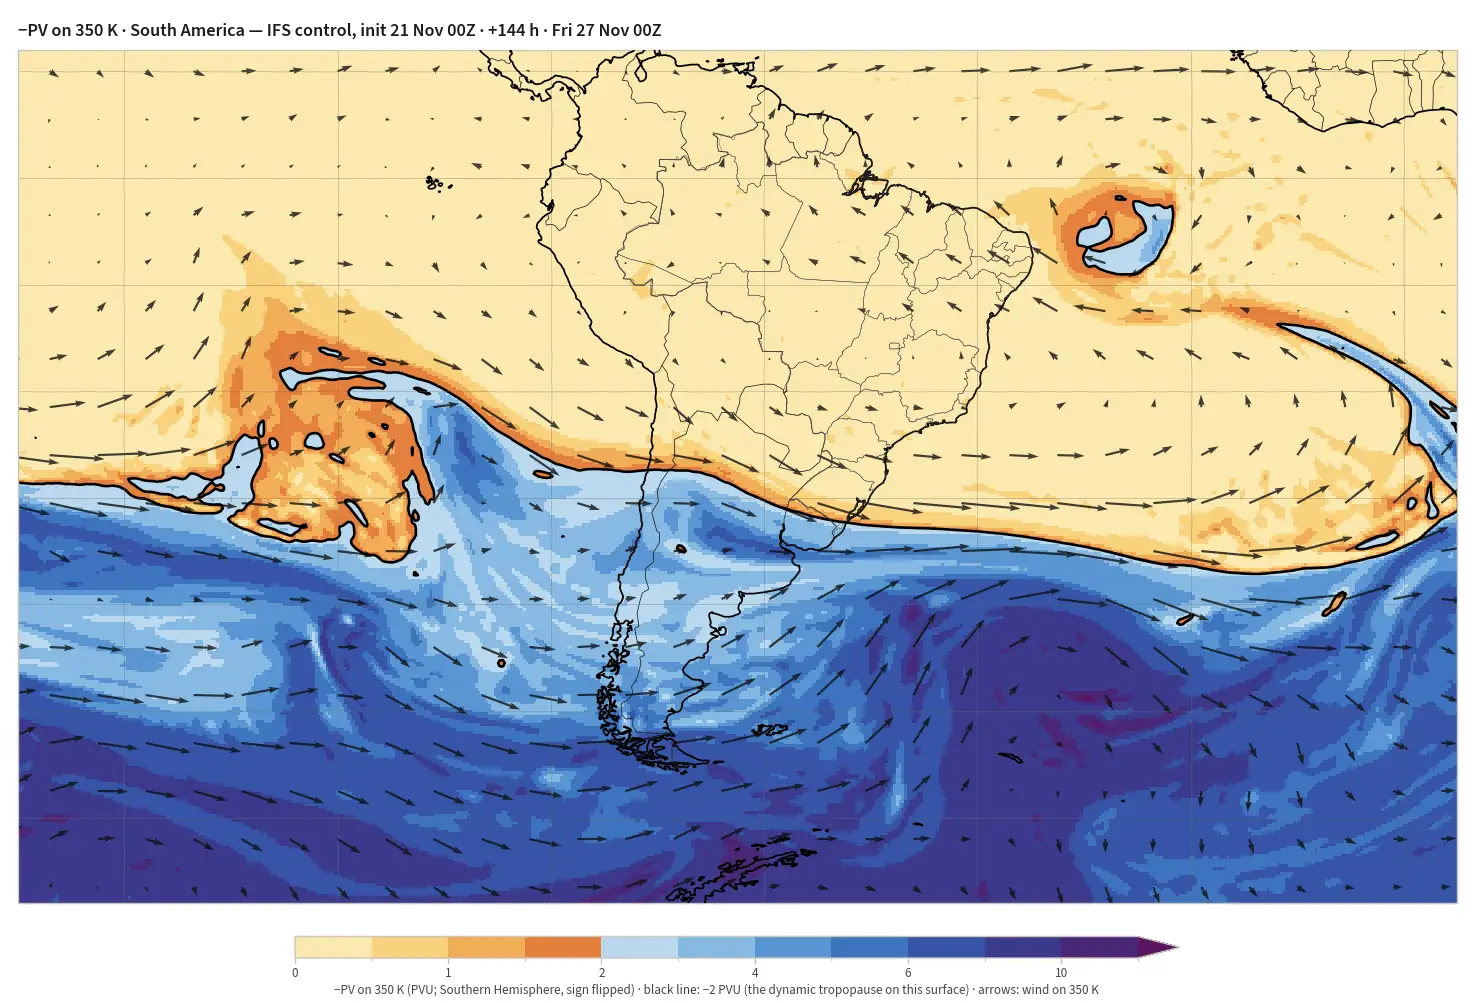 −PV on 350 K · South America — IFS control, init 21 Nov 00Z · +144 h · Fri 27 Nov 00Z
0 1 2 4 6 10
−PV on 350 K (PVU; Southern Hemisphere, sign flipped) · black line: −2 PVU (the dynamic tropopause on this surface) · arrows: wind on 350 K